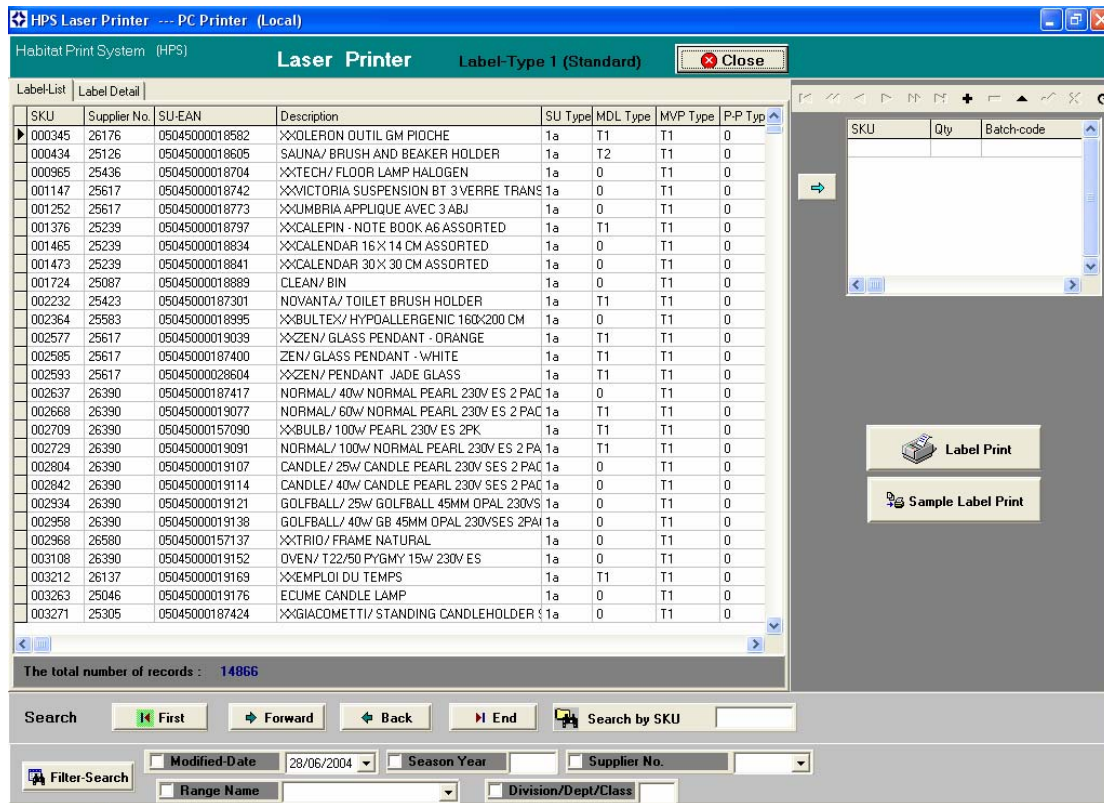 HPS Laser Printer --- PC Printer (Local)
Habitat Print System (HPS) Laser Printer Label-Type 1 (Standard) Close
Label-List Label Detail
SKU Supplier No. SU-EAN Description SU Type MDL Type MVP Type P-P Typ
000345 26176 05045000018582 XXOLERON OUTIL GM PIOCHE 1a T1 T1 0
000434 25126 05045000018605 SAUNA/ BRUSH AND BEAKER HOLDER 1a T2 T1 0
000965 25436 05045000018704 XXTECH/ FLOOR LAMP HALOGEN 1a 0 T1 0
001147 25617 05045000018742 XXVICTORIA SUSPENSION BT 3 VERRE TRANS 1a 0 T1 0
001252 25617 05045000018773 XXUMBRIA APPLIQUE AVEC 3 ABJ 1a 0 T1 0
001376 25239 05045000018797 XXCALEPIN - NOTE BOOK A6 ASSORTED 1a T1 T1 0
001465 25239 05045000018834 XXCALENDAR 16 X 14 CM ASSORTED 1a 0 T1 0
001473 25239 05045000018841 XXCALENDAR 30 X 30 CM ASSORTED 1a 0 T1 0
001724 25087 05045000018889 CLEAN/ BIN 1a 0 T1 0
002232 25423 05045000187301 NOVANTA/ TOILET BRUSH HOLDER 1a T1 T1 0
002364 25583 05045000018995 XXBULTEX/ HYPOALLERGENIC 160X200 CM 1a 0 T1 0
002577 25617 05045000019039 XXZEN/ GLASS PENDANT - ORANGE 1a T1 T1 0
002585 25617 05045000187400 ZEN/ GLASS PENDANT - WHITE 1a T1 T1 0
002593 25617 05045000028604 XXZEN/ PENDANT JADE GLASS 1a T1 T1 0
002637 26390 05045000187417 NORMAL/ 40W NORMAL PEARL 230V ES 2 PAC 1a 0 T1 0
002668 26390 05045000019077 NORMAL/ 60W NORMAL PEARL 230V ES 2 PAC 1a T1 T1 0
002709 26390 05045000157090 XXBULB/ 100W PEARL 230V ES 2PK 1a T1 T1 0
002729 26390 05045000019091 NORMAL/ 100W NORMAL PEARL 230V ES 2 PA 1a T1 T1 0
002804 26390 05045000019107 CANDLE/ 25W CANDLE PEARL 230V SES 2 PAC 1a 0 T1 0
002842 26390 05045000019114 CANDLE/ 40W CANDLE PEARL 230V SES 2 PAC 1a 0 T1 0
002934 26390 05045000019121 GOLFBALL/ 25W GOLFBALL 45MM OPAL 230VS 1a 0 T1 0
002958 26390 05045000019138 GOLFBALL/ 40W GB 45MM OPAL 230VSES 2PA 1a 0 T1 0
002968 26580 05045000157137 XXTRIO/ FRAME NATURAL 1a 0 T1 0
003108 26390 05045000019152 OVEN/ T22/50 PYGMY 15W 230V ES 1a 0 T1 0
003212 26137 05045000019169 XXEMPLOI DU TEMPS 1a T1 T1 0
003263 25046 05045000019176 ECUME CANDLE LAMP 1a 0 T1 0
003271 25305 05045000187424 XXGIACOMETTI/ STANDING CANDLEHOLDER 1a 0 T1 0
The total number of records : 14866
SKU Qty Batch-code
Label Print
Sample Label Print
Search First Forward Back End Search by SKU
Filter-Search Modified-Date 28/06/2004 Season Year Supplier No.
Range Name Division/Dept/Class